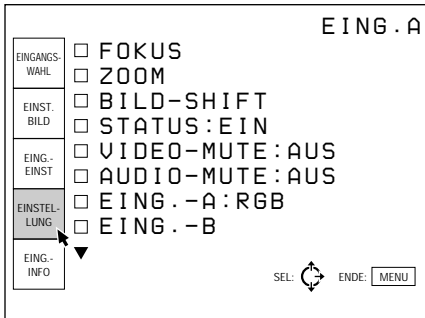 EING.A
EINGANGS-
WAHL
EINST.
BILD
EING.-
EINST
EINSTEL-
LUNG
EING.-
INFO
□ FOKUS
□ ZOOM
□ BILD-SHIFT
□ STATUS:EIN
□ VIDEO-MUTE:AUS
□ AUDIO-MUTE:AUS
□ EING.-A:RGB
□ EING.-B
▼
SEL: ENDE: MENU